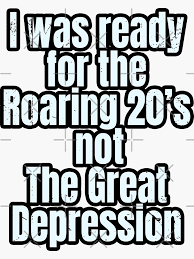 I was ready
for the
Roaring 20's
not
The Great
Depression